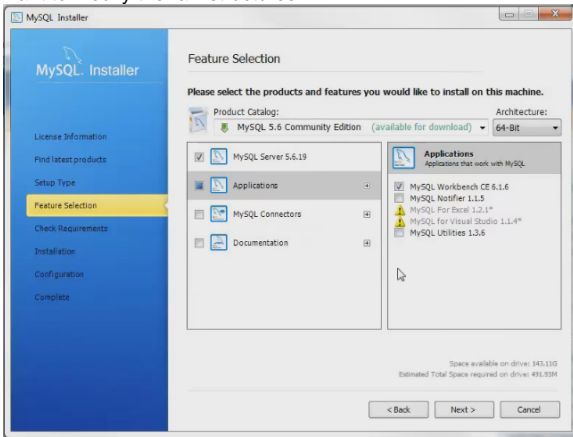 MySQL Installer
MySQL. Installer
License Information
Find latest products
Setup Type
Feature Selection
Check Requirements
Installation
Configuration
Complete
Feature Selection
Please select the products and features you would like to install on this machine.
Product Catalog:
MySQL 5.6 Community Edition (available for download)
Architecture:
64-Bit
MySQL Server 5.6.19
Applications
MySQL Connectors
Documentation
Applications
Applications that work with MySQL
MySQL Workbench CE 6.1.6
MySQL Notifier 1.1.5
MySQL For Excel 1.2.1*
MySQL for Visual Studio 1.1.4*
MySQL Utilities 1.3.6
Space available on drive: 143.11G
Estimated Total Space required on drive: 491.93M
< Back
Next >
Cancel